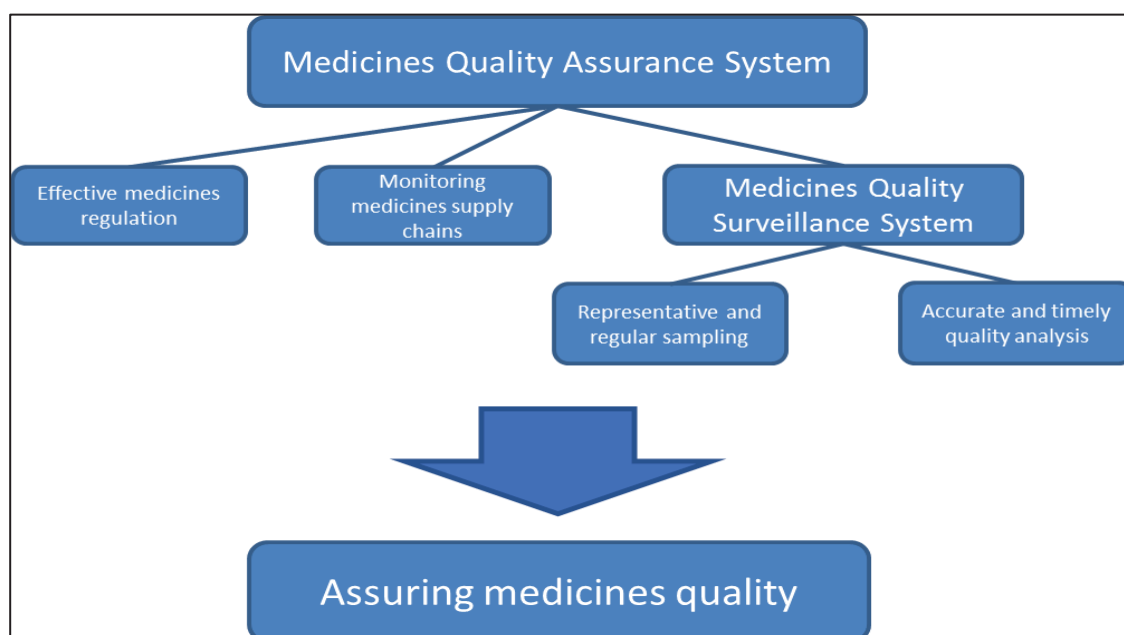 Medicines Quality Assurance System
Effective medicines
regulation
Monitoring
medicines supply
chains
Medicines Quality
Surveillance System
Representative and
regular sampling
Accurate and timely
quality analysis
Assuring medicines quality